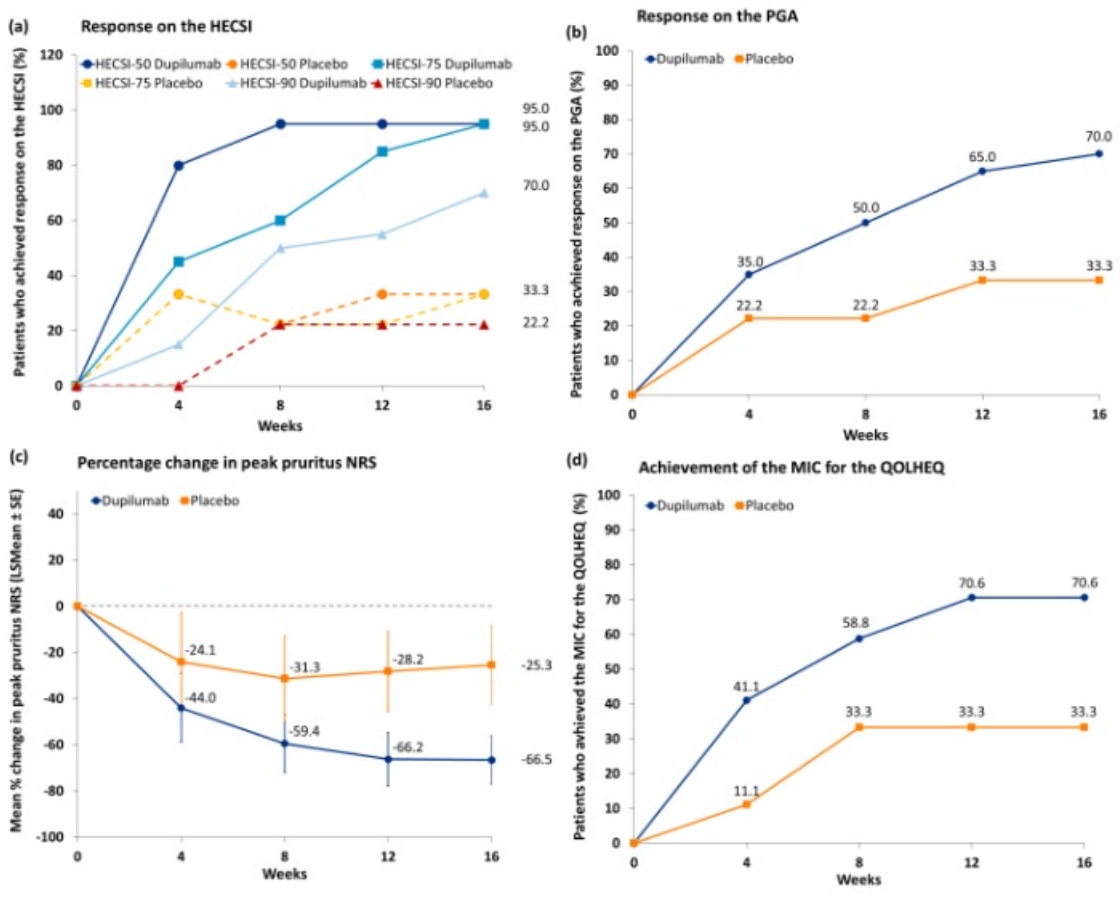 (a)
Response on the HECSI
Patients who achieved response on the HECSI (%)
120
100
80
60
40
20
0
HECSI-50 Dupilumab HECSI-50 Placebo HECSI-75 Dupilumab
HECSI-75 Placebo HECSI-90 Dupilumab HECSI-90 Placebo
95.0
95.0
70.0
33.3
22.2
0 4 8 12 16
Weeks
(b)
Response on the PGA
Patients who acvhieved response on the PGA (%)
100
90
80
70
60
50
40
30
20
10
0
Dupilumab Placebo
35.0 50.0 65.0 70.0
22.2 22.2 33.3 33.3
0 4 8 12 16
Weeks
(c)
Percentage change in peak pruritus NRS
Mean % change in peak pruritus NRS (LSMean ± SE)
40
20
0
-20
-40
-60
-80
-100
Dupilumab Placebo
-24.1 -31.3 -28.2 -25.3
-44.0 -59.4 -66.2 -66.5
0 4 8 12 16
Weeks
(d)
Achievement of the MIC for the QOLHEQ
Patients who avhieved the MIC for the QOLHEQ (%)
100
90
80
70
60
50
40
30
20
10
0
Dupilumab Placebo
41.1 58.8 70.6 70.6
11.1 33.3 33.3 33.3
0 4 8 12 16
Weeks